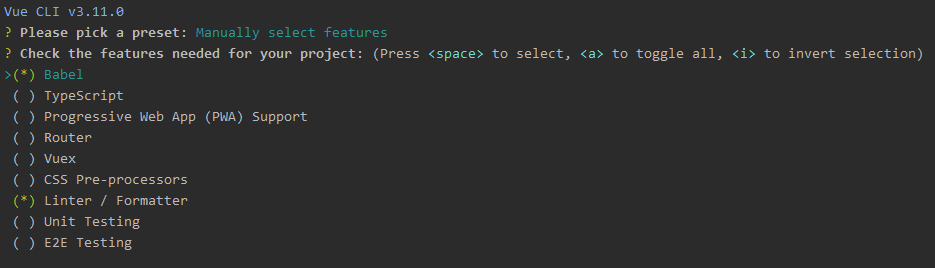 Vue CLI v3.11.0
? Please pick a preset: Manually select features
? Check the features needed for your project: (Press <space> to select, <a> to toggle all, <i> to invert selection)
>(*) Babel
( ) TypeScript
( ) Progressive Web App (PWA) Support
( ) Router
( ) Vuex
( ) CSS Pre-processors
(*) Linter / Formatter
( ) Unit Testing
( ) E2E Testing